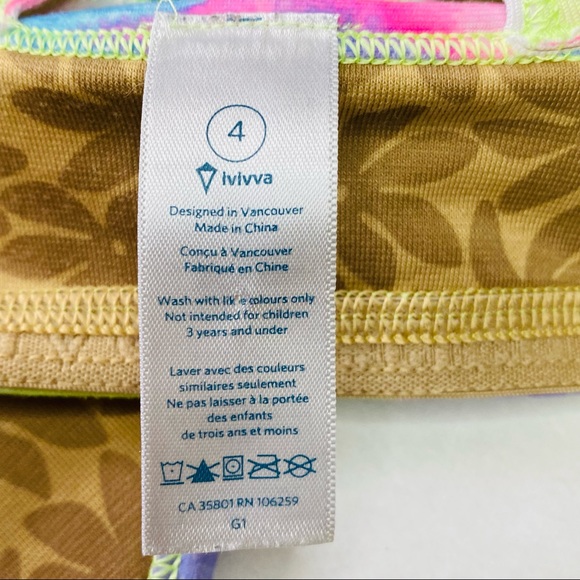 4
ivivva
Designed in Vancouver
Made in China
Conçu à Vancouver
Fabriqué en Chine
Wash with like colours only
Not intended for children
3 years and under
Laver avec des couleurs
similaires seulement
Ne pas laisser à la portée
des enfants
de trois ans et moins
CA 35801 RN 106259
G1